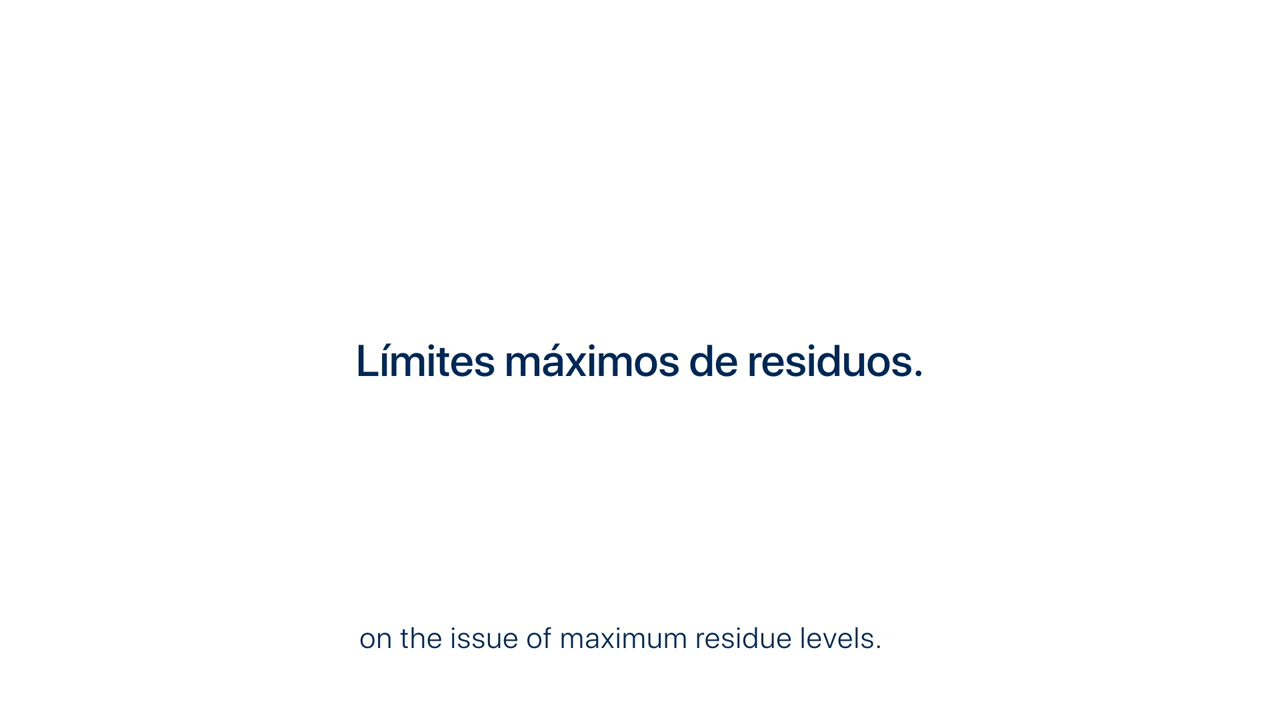 Límites máximos de residuos.
on the issue of maximum residue levels.